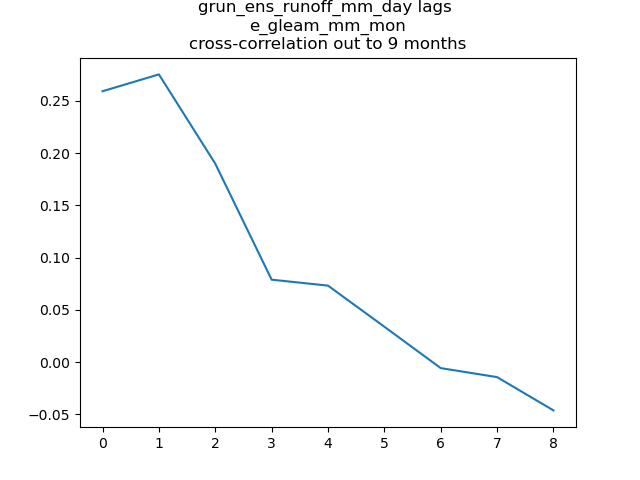 grun_ens_runoff_mm_day lags
e_gleam_mm_mon
cross-correlation out to 9 months
0.25
0.20
0.15
0.10
0.05
0.00
−0.05
0 1 2 3 4 5 6 7 8